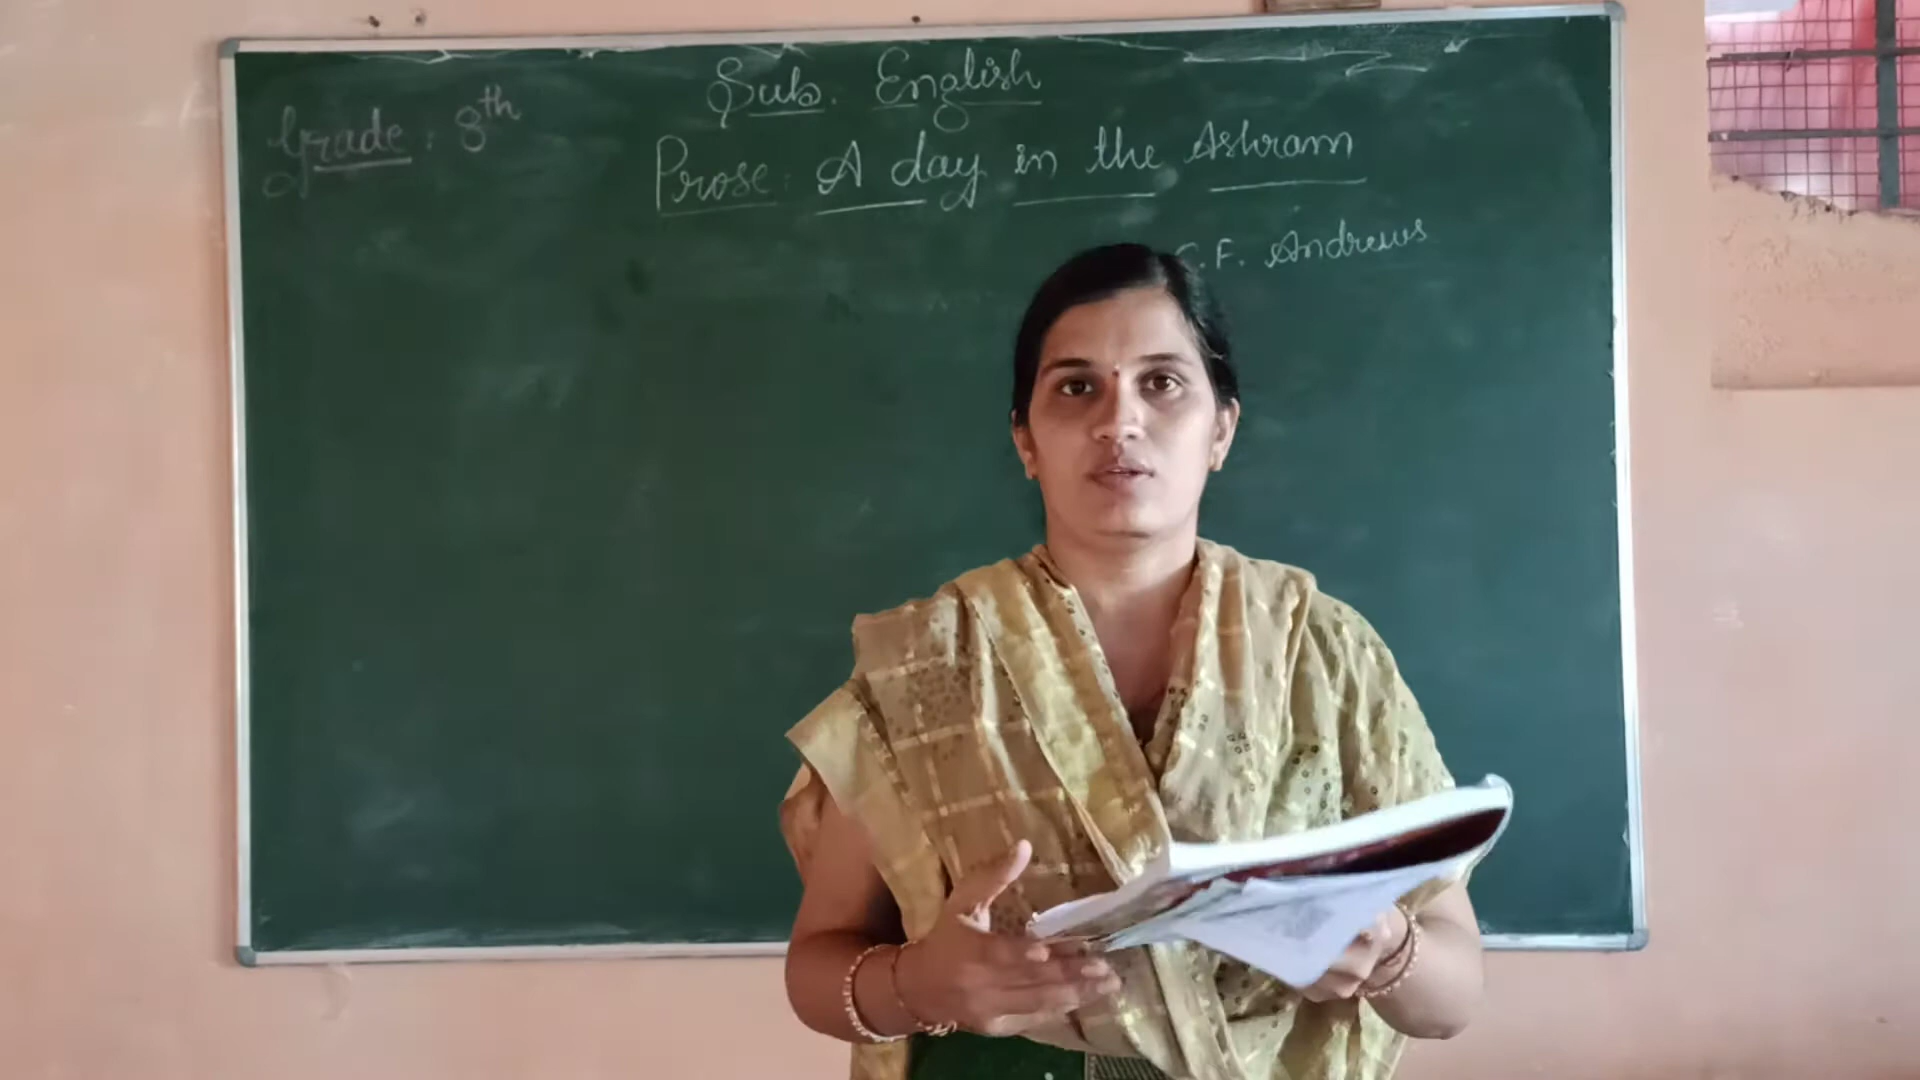 Sub. English
Grade : 8th
Prose : A day in the Ashram
C.F. Andrews